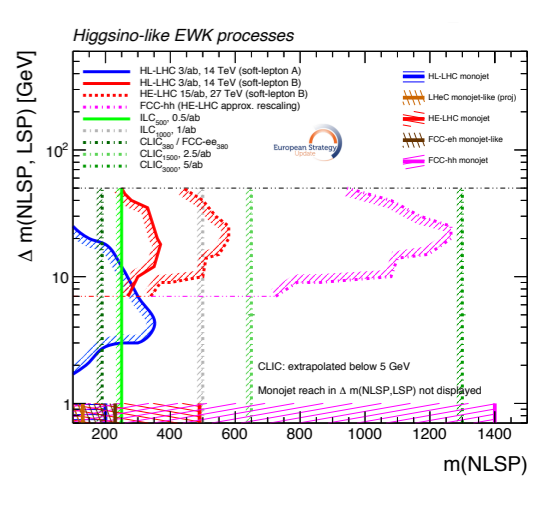 Higgsino-like EWK processes
HL-LHC 3/ab, 14 TeV (soft-lepton A)
HL-LHC 3/ab, 14 TeV (soft-lepton B)
HE-LHC 15/ab, 27 TeV (soft-lepton B)
FCC-hh (HE-LHC approx. rescaling)
ILC500, 0.5/ab
ILC1000, 1/ab
CLIC380 / FCC-ee380
CLIC1500, 2.5/ab
CLIC3000, 5/ab
HL-LHC monojet
LHeC monojet-like (proj)
HE-LHC monojet
FCC-eh monojet-like
FCC-hh monojet
European Strategy
Update
Δ m(NLSP, LSP) [GeV]
10²
10
1
CLIC: extrapolated below 5 GeV
Monojet reach in Δ m(NLSP,LSP) not displayed
200 400 600 800 1000 1200 1400
m(NLSP)